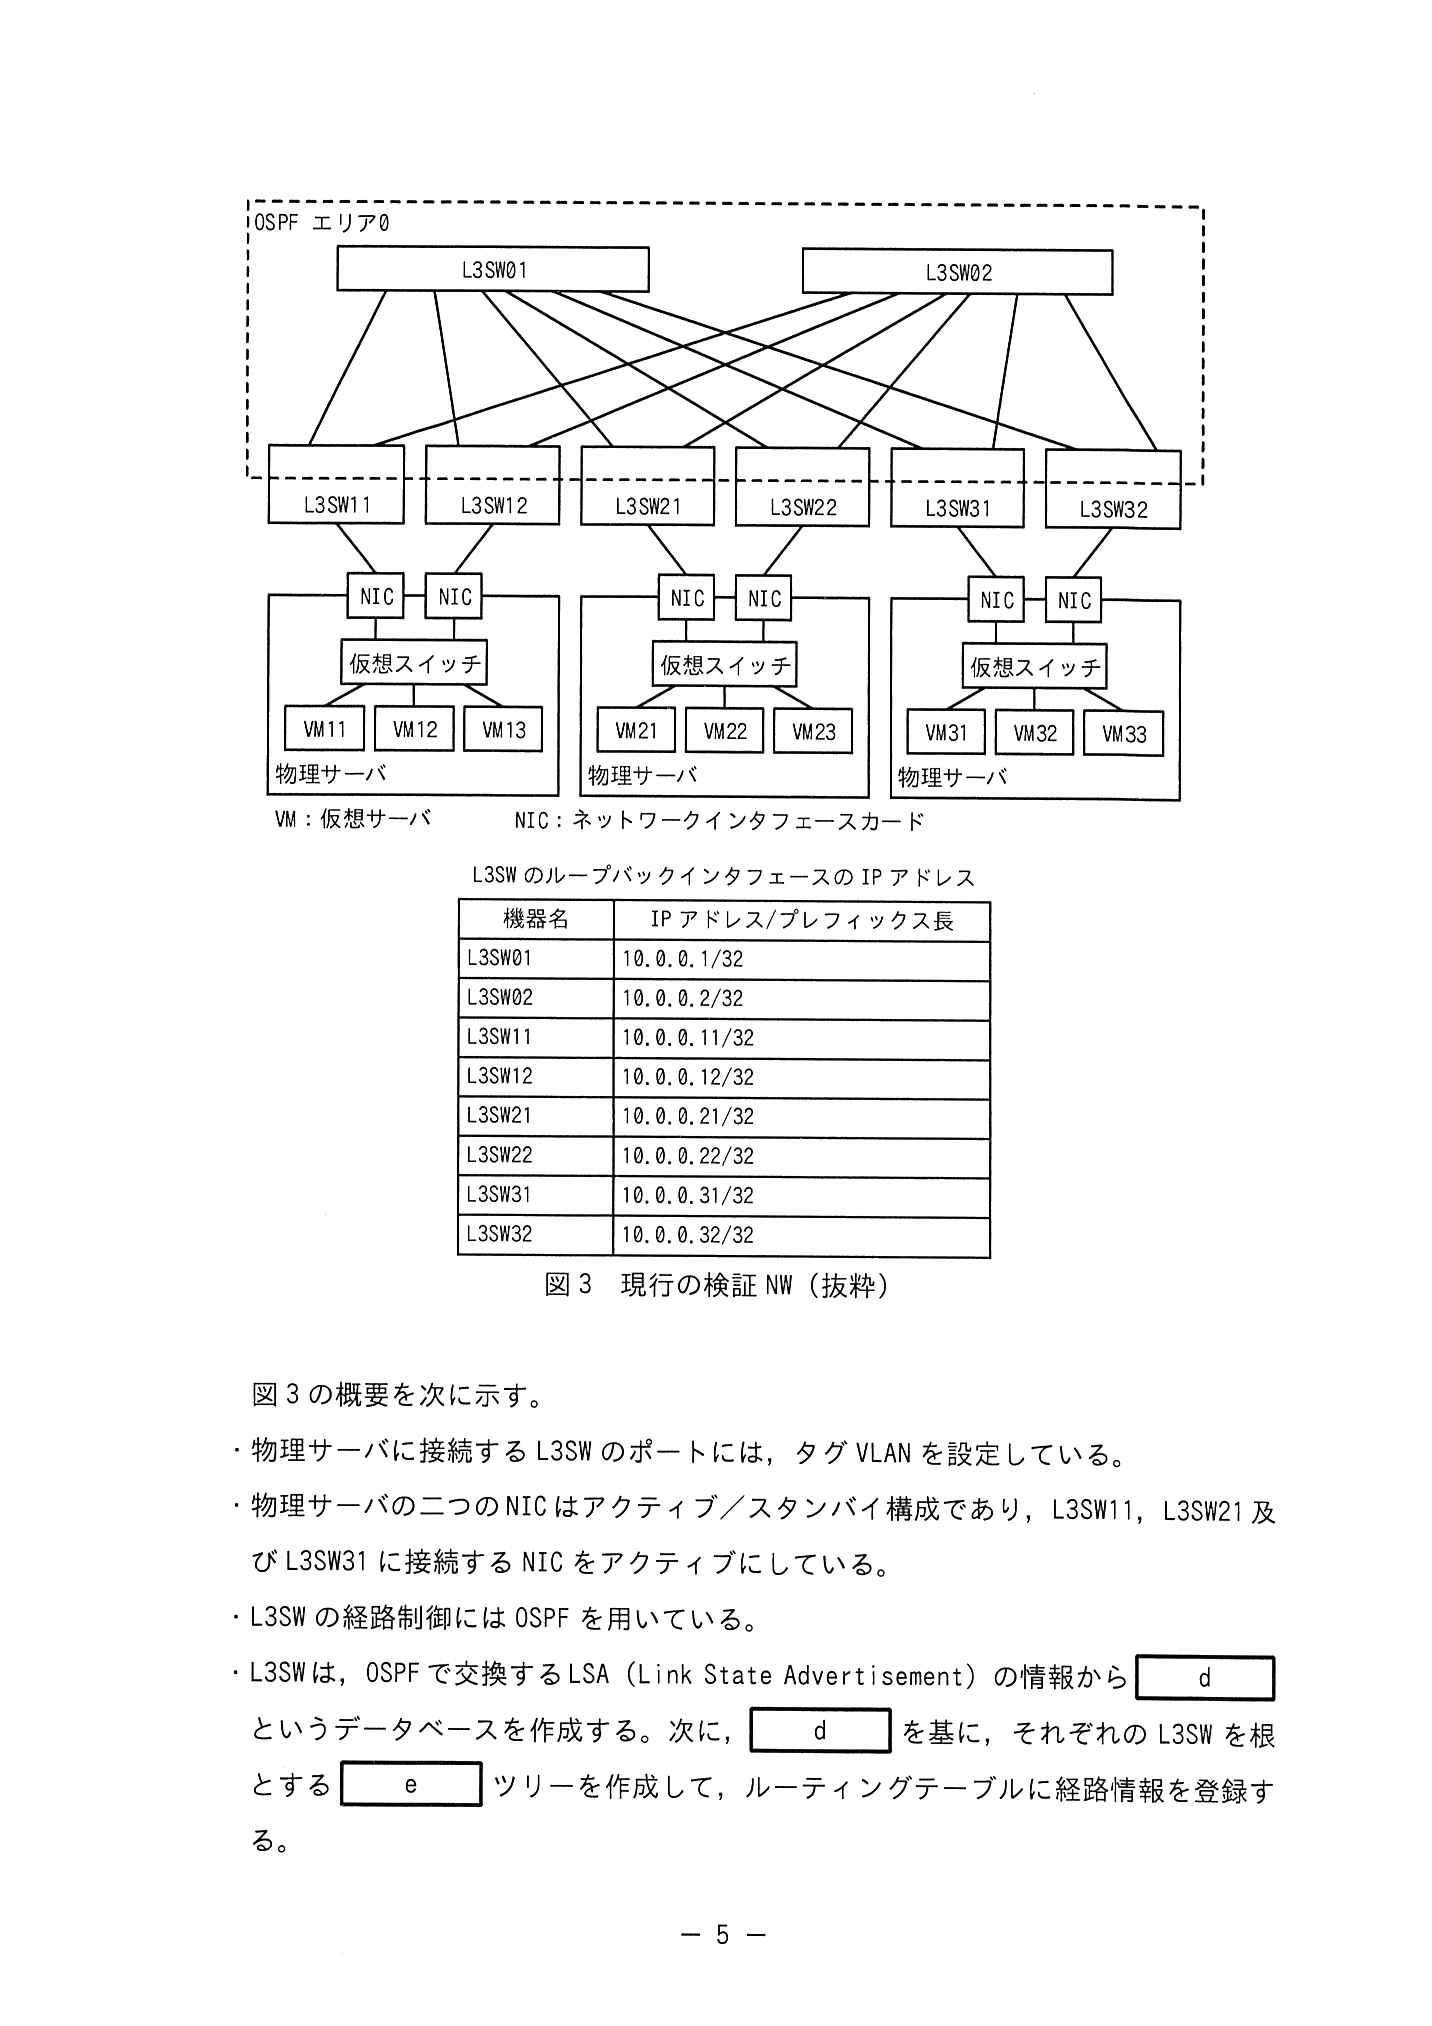 OSPF エリア0
L3SW01
L3SW02
L3SW11
L3SW12
L3SW21
L3SW22
L3SW31
L3SW32
NIC
NIC
NIC
NIC
NIC
NIC
仮想スイッチ
仮想スイッチ
仮想スイッチ
VM11
VM12
VM13
VM21
VM22
VM23
VM31
VM32
VM33
物理サーバ
物理サーバ
物理サーバ
VM：仮想サーバ　NIC：ネットワークインタフェースカード
L3SW のループバックインタフェースの IP アドレス
機器名　IP アドレス/プレフィックス長
L3SW01　10.0.0.1/32
L3SW02　10.0.0.2/32
L3SW11　10.0.0.11/32
L3SW12　10.0.0.12/32
L3SW21　10.0.0.21/32
L3SW22　10.0.0.22/32
L3SW31　10.0.0.31/32
L3SW32　10.0.0.32/32
図 3　現行の検証 NW（抜粋）
図 3 の概要を次に示す。
・物理サーバに接続する L3SW のポートには，タグ VLAN を設定している。
・物理サーバの二つの NIC はアクティブ／スタンバイ構成であり，L3SW11，L3SW21 及
び L3SW31 に接続する NIC をアクティブにしている。
・L3SW の経路制御には OSPF を用いている。
・L3SW は，OSPF で交換する LSA（Link State Advertisement）の情報から d
というデータベースを作成する。次に，d を基に，それぞれの L3SW を根
とする e ツリーを作成して，ルーティングテーブルに経路情報を登録す
る。
－ 5 －